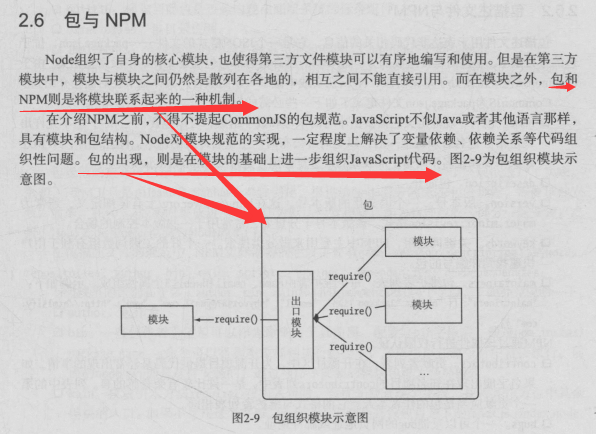 2.6 包与 NPM
Node组织了自身的核心模块，也使得第三方文件模块可以有序地编写和使用。但是在第三方
模块中，模块与模块之间仍然是散列在各地的，相互之间不能直接引用。而在模块之外，包和
NPM则是将模块联系起来的一种机制。
在介绍NPM之前，不得不提起CommonJS的包规范。JavaScript不似Java或者其他语言那样，
具有模块和包结构。Node对模块规范的实现，一定程度上解决了变量依赖、依赖关系等代码组
织性问题。包的出现，则是在模块的基础上进一步组织JavaScript代码。图2-9为包组织模块示
意图。
包
模块
require()
出口模块
模块
require()
模块
require()
...
require()
图2-9 包组织模块示意图